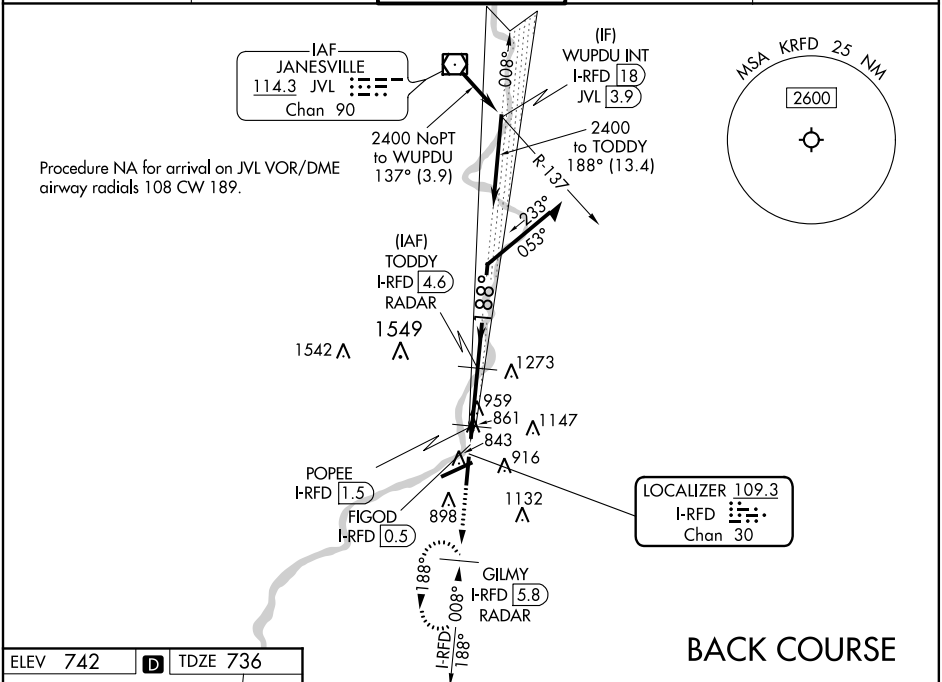 IAF
JANESVILLE
114.3 JVL
Chan 90
(IF)
WUPDU INT
I-RFD 18
JVL 3.9
MSA KRFD 25 NM
2600
008°
2400 NoPT
to WUPDU
137° (3.9)
2400
to TODDY
188° (13.4)
R-137
Procedure NA for arrival on JVL VOR/DME
airway radials 108 CW 189.
233°
053°
(IAF)
TODDY
I-RFD 4.6
RADAR
188°
1549
1542
1273
959
861
1147
843
916
POPEE
I-RFD 1.5
FIGOD
I-RFD 0.5
898
1132
LOCALIZER 109.3
I-RFD
Chan 30
188°
GILMY
I-RFD 5.8
RADAR
008°
I-RFD
188°
BACK COURSE
ELEV 742 D TDZE 736